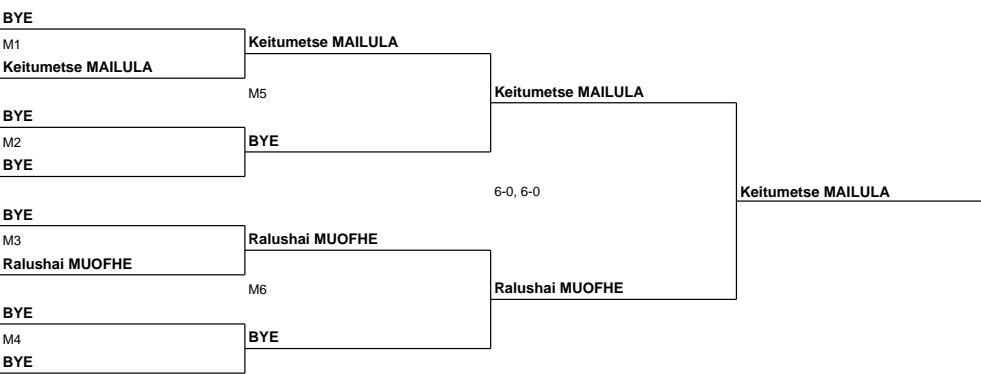 BYE
M1
Keitumetse MAILULA
Keitumetse MAILULA
M5
Keitumetse MAILULA
BYE
M2
BYE
BYE
6-0, 6-0
Keitumetse MAILULA
BYE
M3
Ralushai MUOFHE
Ralushai MUOFHE
M6
Ralushai MUOFHE
BYE
M4
BYE
BYE